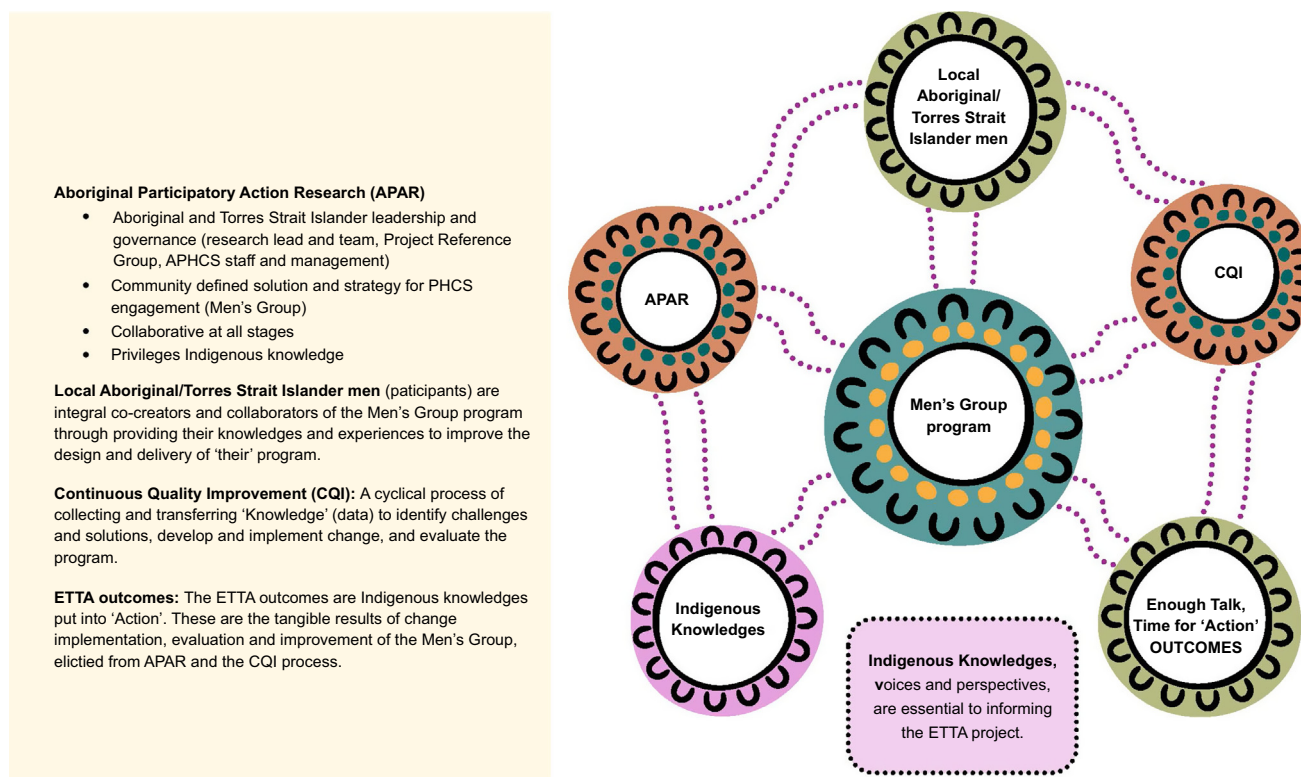 Aboriginal Participatory Action Research (APAR)
• Aboriginal and Torres Strait Islander leadership and
governance (research lead and team, Project Reference
Group, APHCS staff and management)
• Community defined solution and strategy for PHCS
engagement (Men's Group)
• Collaborative at all stages
• Privileges Indigenous knowledge
Local Aboriginal/Torres Strait Islander men (paticipants) are
integral co-creators and collaborators of the Men's Group program
through providing their knowledges and experiences to improve the
design and delivery of 'their' program.
Continuous Quality Improvement (CQI): A cyclical process of
collecting and transferring 'Knowledge' (data) to identify challenges
and solutions, develop and implement change, and evaluate the
program.
ETTA outcomes: The ETTA outcomes are Indigenous knowledges
put into 'Action'. These are the tangible results of change
implementation, evaluation and improvement of the Men's Group,
elictied from APAR and the CQI process.
Local
Aboriginal/
Torres Strait
Islander men
APAR
CQI
Men's Group
program
Indigenous
Knowledges
Enough Talk,
Time for 'Action'
OUTCOMES
Indigenous Knowledges,
voices and perspectives,
are essential to informing
the ETTA project.